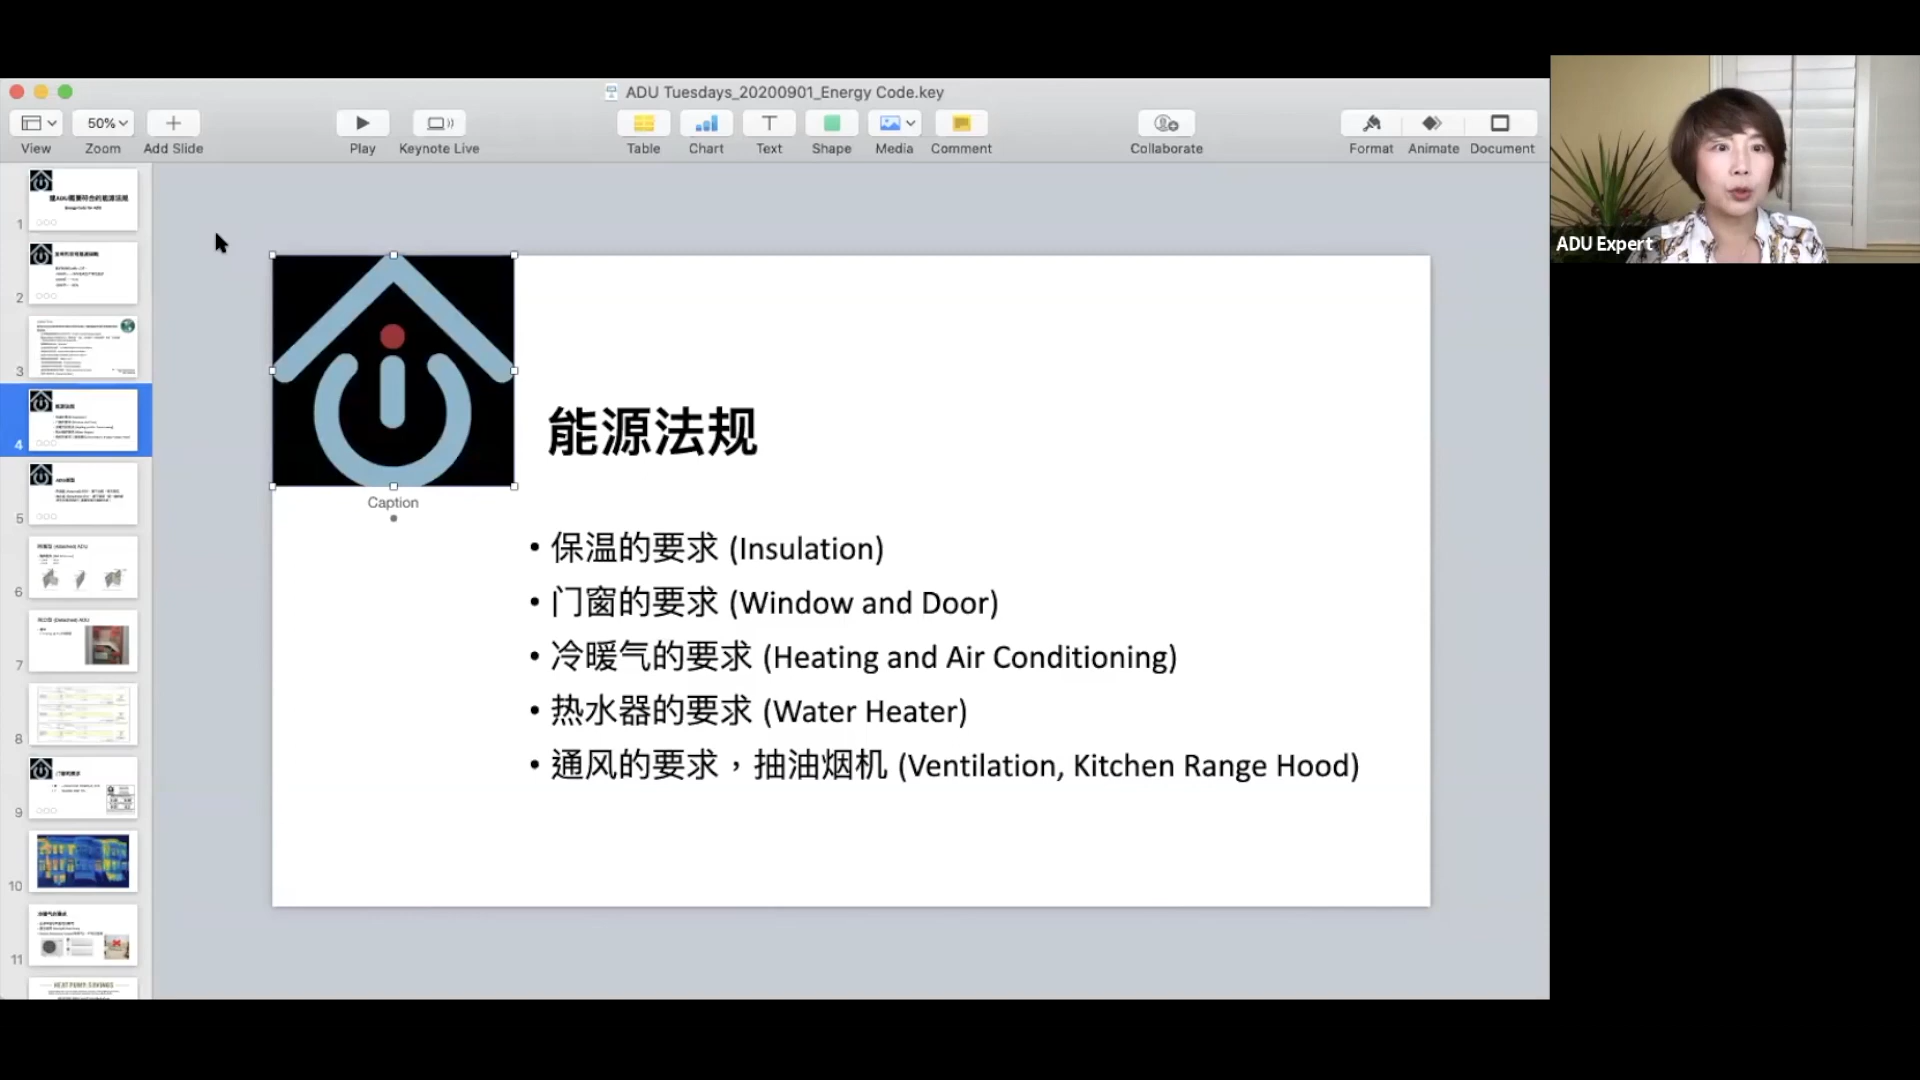 ADU Tuesdays_20200901_Energy Code.key
50%
View
Zoom
Add Slide
Play
Keynote Live
Table
Chart
Text
Shape
Media
Comment
Collaborate
Format
Animate
Document
ADU Expert
1
2
3
4
5
6
7
8
9
10
11
HEAT PUMP SAVINGS
Caption
能源法规
• 保温的要求 (Insulation)
• 门窗的要求 (Window and Door)
• 冷暖气的要求 (Heating and Air Conditioning)
• 热水器的要求 (Water Heater)
• 通风的要求，抽油烟机 (Ventilation, Kitchen Range Hood)